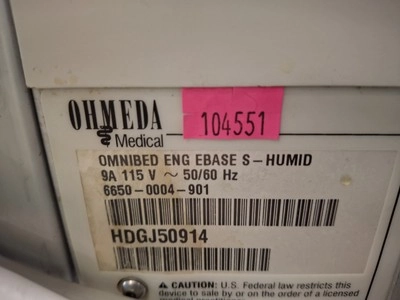 OHMEDA
Medical
104551
OMNIBED ENG EBASE S-HUMID
9A 115 V ~ 50/60 Hz
6650-0004-901
HDGJ50914
⚠ CAUTION: U.S. Federal law restricts this
device to sale by or on the order of a licensed
medical